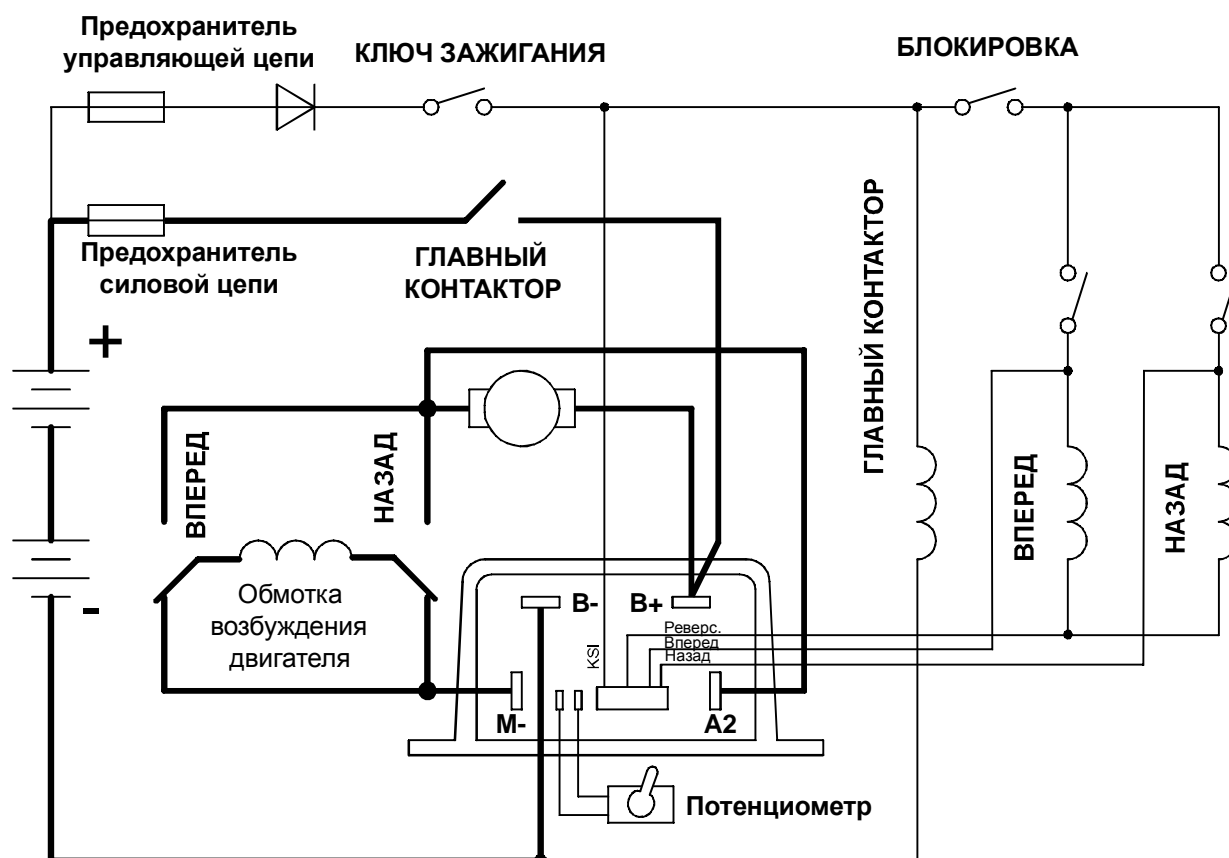 Предохранитель
управляющей цепи
КЛЮЧ ЗАЖИГАНИЯ
БЛОКИРОВКА
Предохранитель
силовой цепи
ГЛАВНЫЙ
КОНТАКТОР
ГЛАВНЫЙ КОНТАКТОР
+
ВПЕРЕД
НАЗАД
ВПЕРЕД
НАЗАД
-
Обмотка
возбуждения
двигателя
B-
B+
KSI
Реверс.
Вперед
Назад
M-
A2
Потенциометр